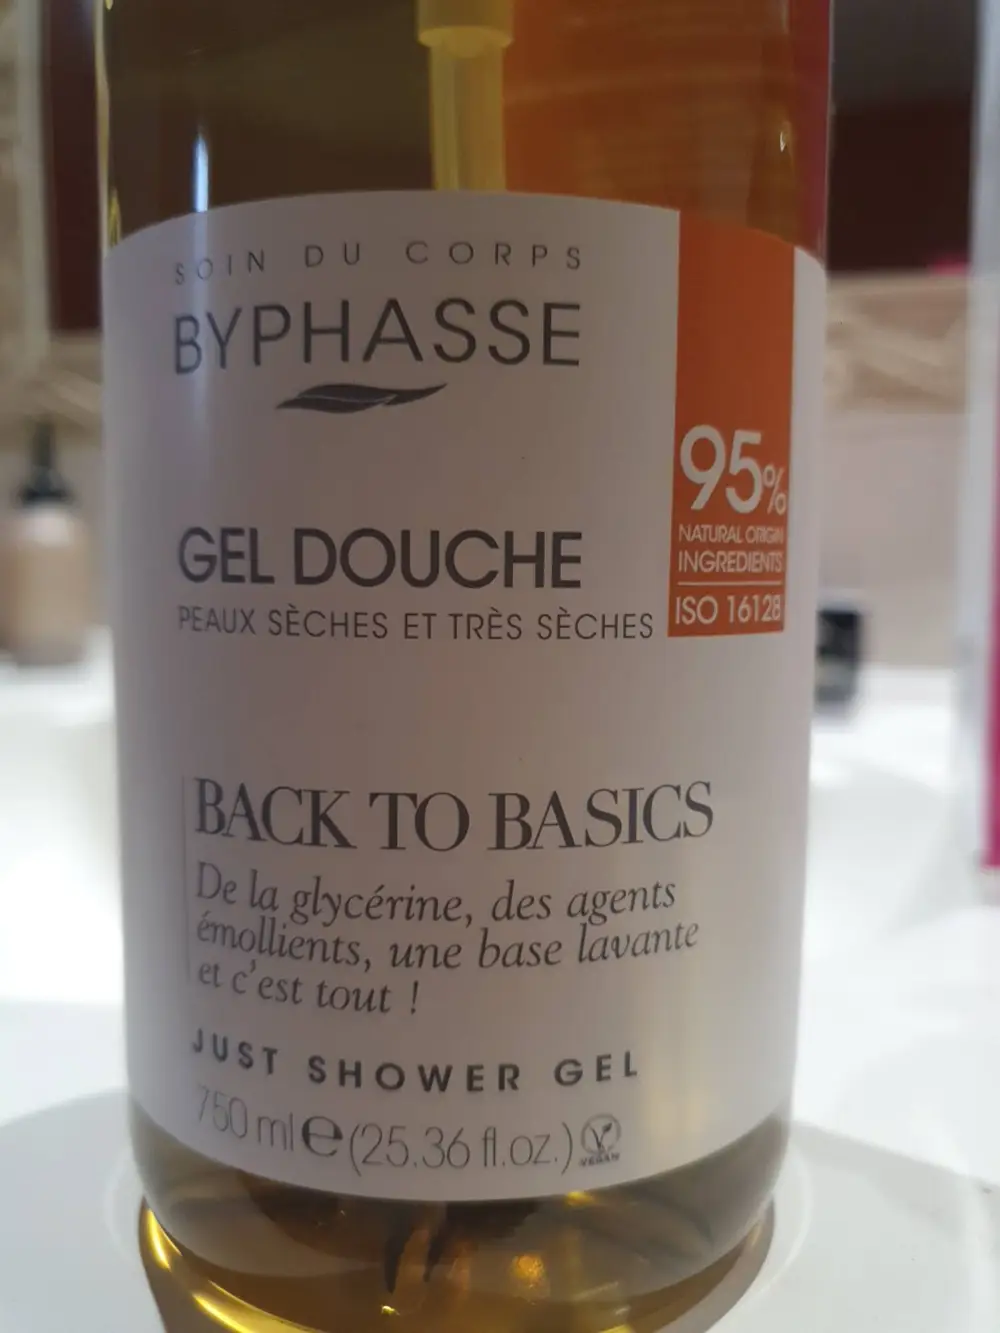 SOIN DU CORPS
BYPHASSE
95%
NATURAL ORIGIN
INGREDIENTS
ISO 16128
GEL DOUCHE
PEAUX SÈCHES ET TRÈS SÈCHES
BACK TO BASICS
De la glycérine, des agents
émollients, une base lavante
et c'est tout !
JUST SHOWER GEL
750 ml e (25.36 fl.oz.)
VEGAN